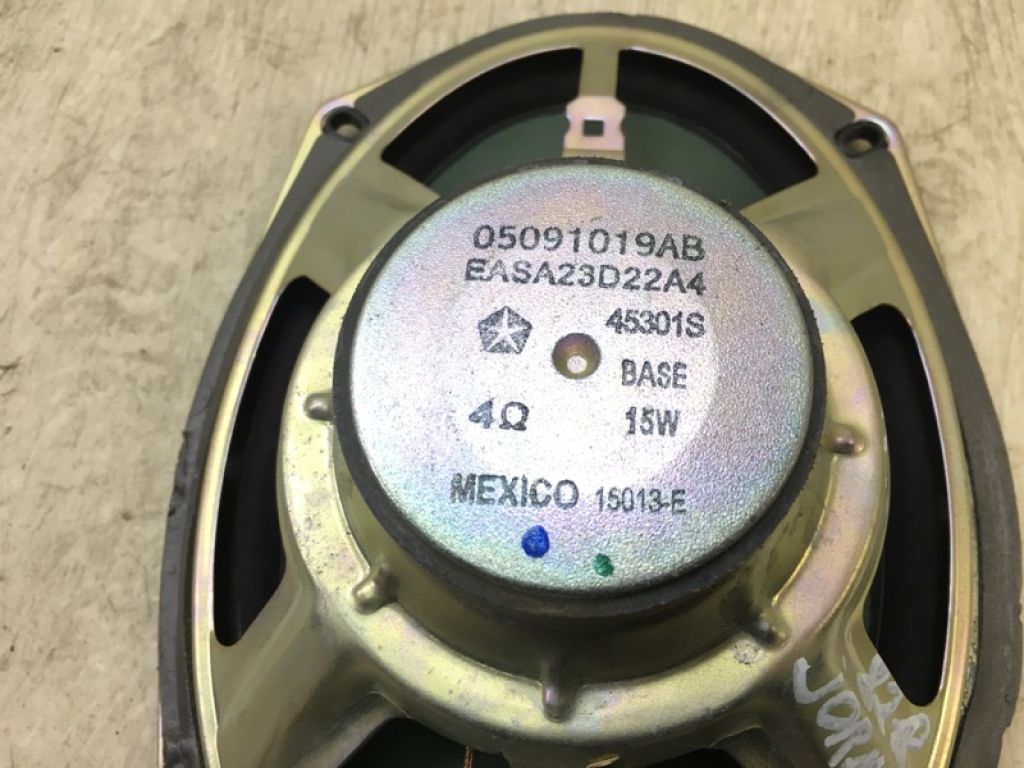 05091019AB
EASA23D22A4
45301S
BASE
4Ω 15W
MEXICO 15013-E